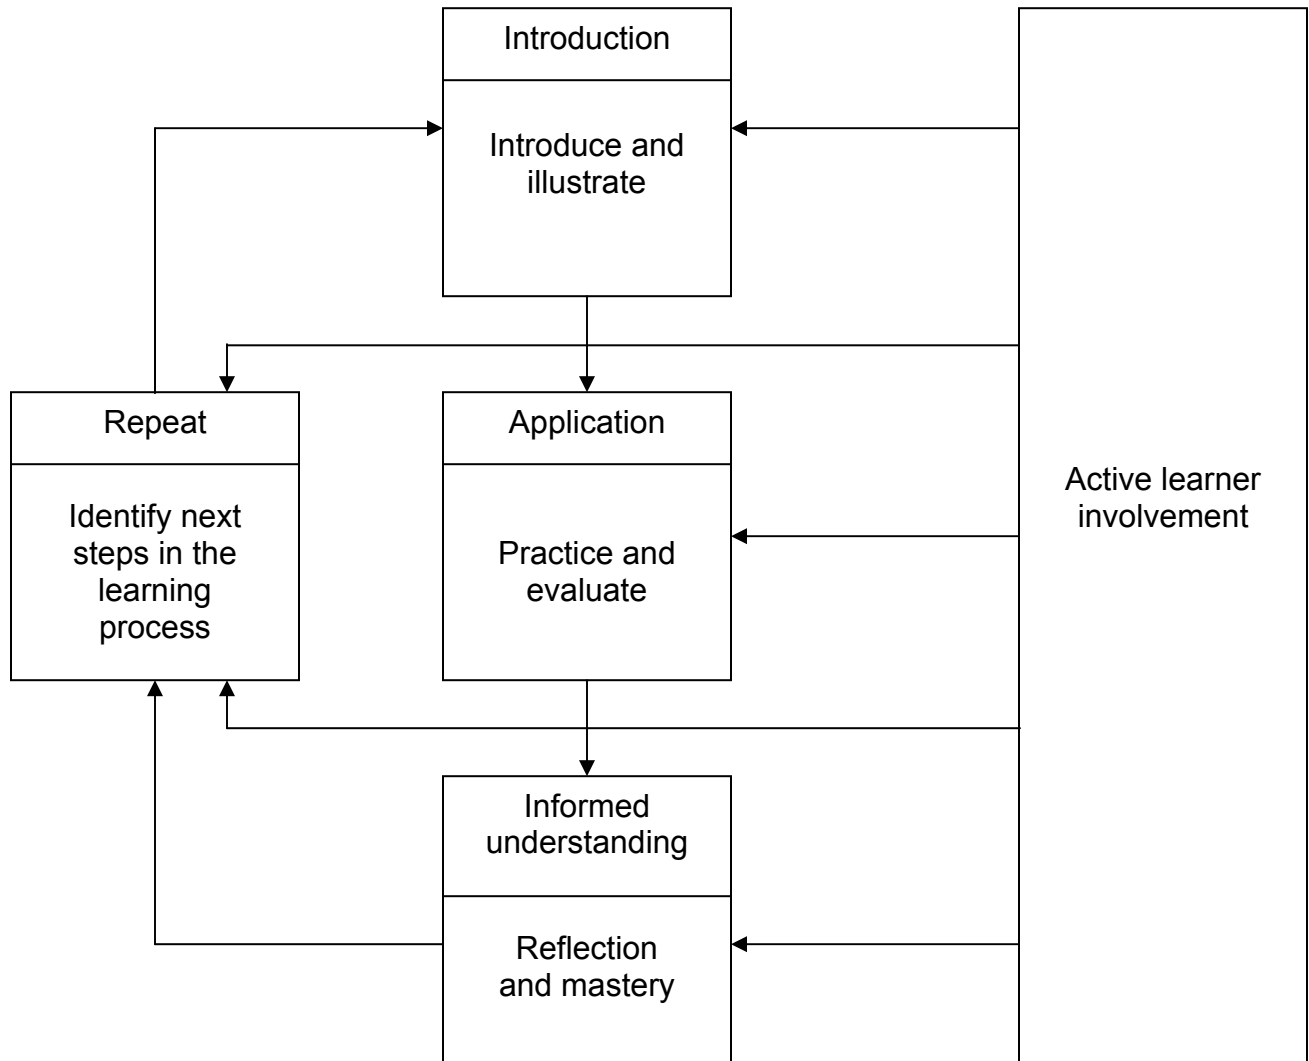 Introduction
Introduce and
illustrate
Repeat
Identify next
steps in the
learning
process
Application
Practice and
evaluate
Informed
understanding
Reflection
and mastery
Active learner
involvement